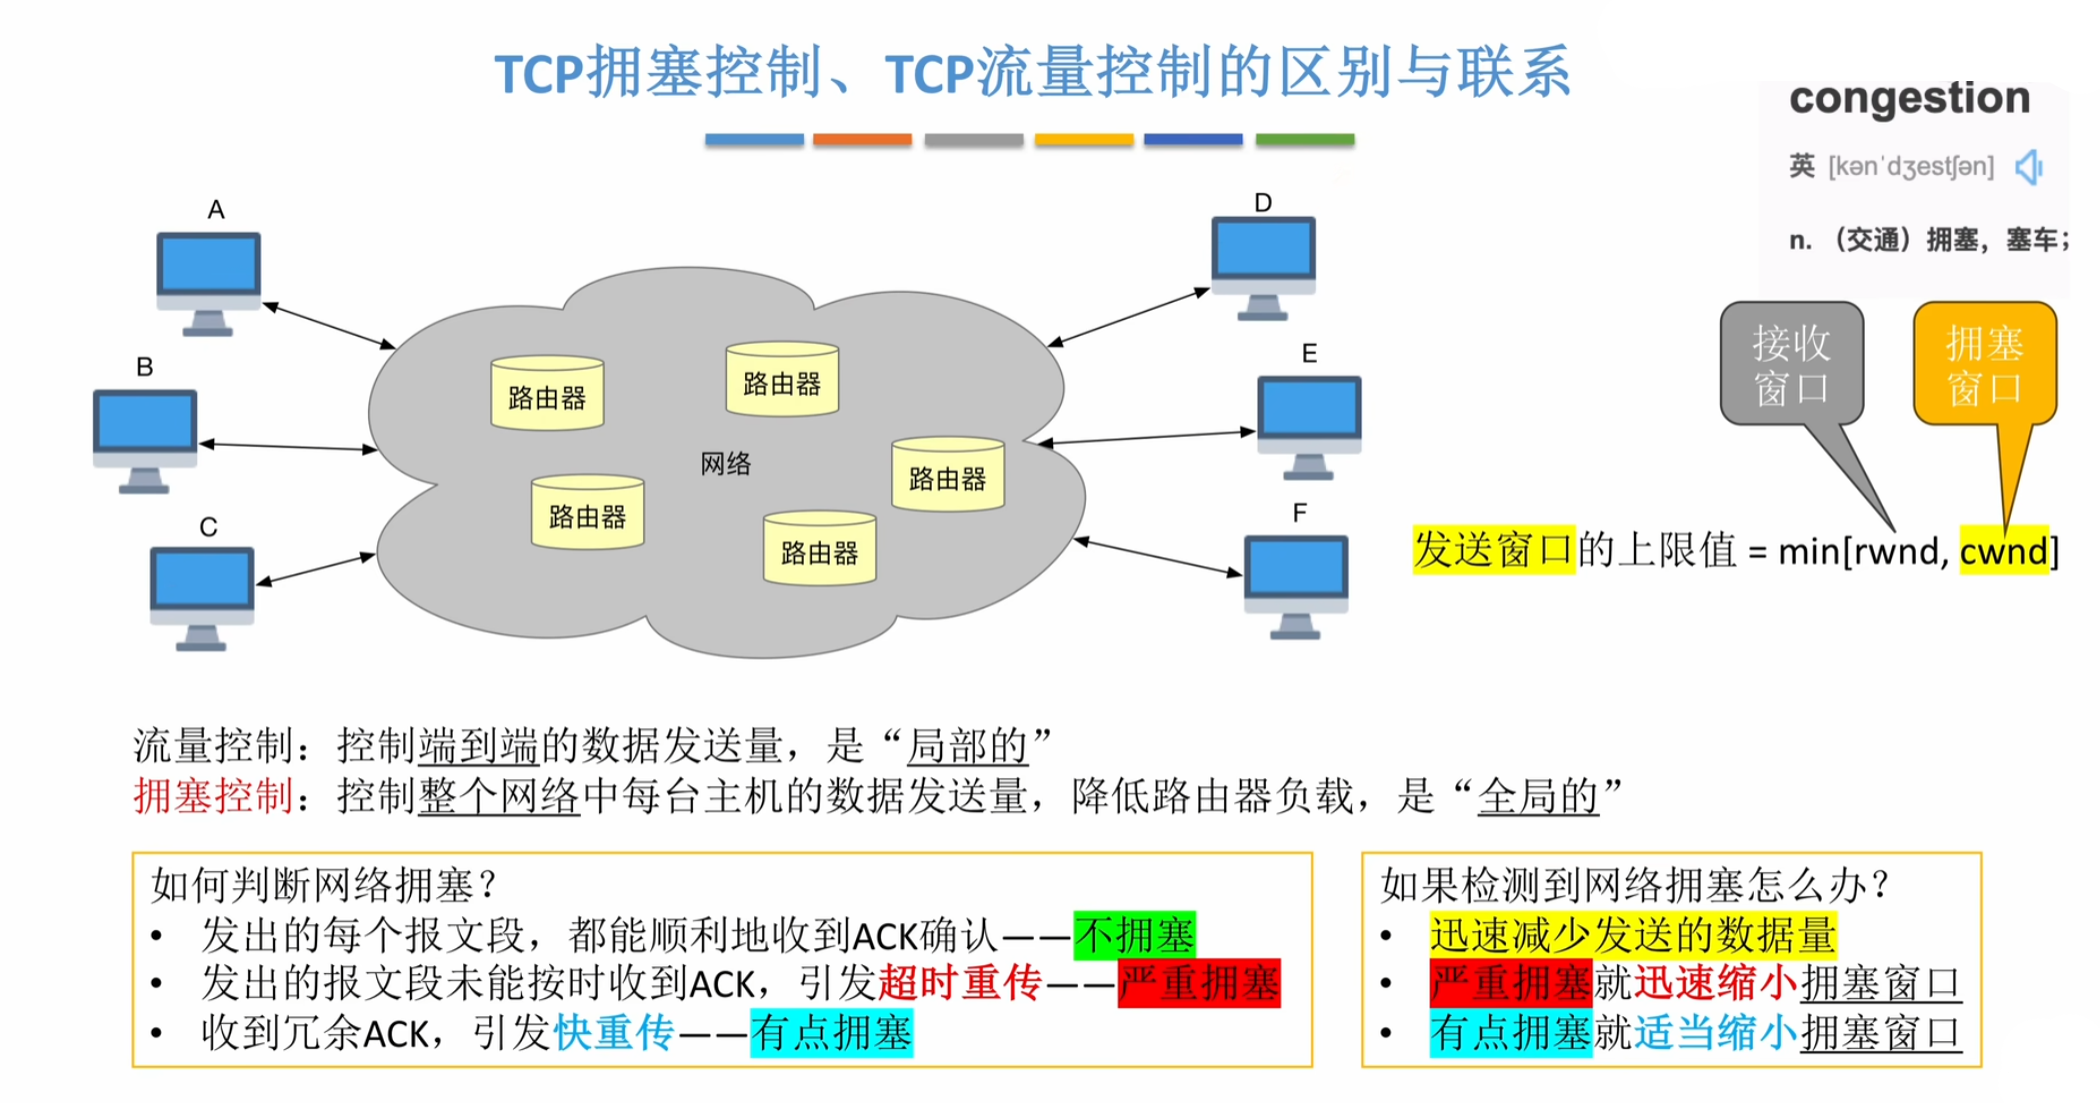 TCP拥塞控制、TCP流量控制的区别与联系
congestion
英 [kənˈdʒestʃən]
n. （交通）拥塞，塞车；
A
B
C
D
E
F
路由器
路由器
网络
路由器
路由器
路由器
接收
窗口
拥塞
窗口
发送窗口的上限值 = min[rwnd, cwnd]
流量控制：控制端到端的数据发送量，是“局部的”
拥塞控制：控制整个网络中每台主机的数据发送量，降低路由器负载，是“全局的”
如何判断网络拥塞？
• 发出的每个报文段，都能顺利地收到ACK确认——不拥塞
• 发出的报文段未能按时收到ACK，引发超时重传——严重拥塞
• 收到冗余ACK，引发快重传——有点拥塞
如果检测到网络拥塞怎么办？
• 迅速减少发送的数据量
• 严重拥塞就迅速缩小拥塞窗口
• 有点拥塞就适当缩小拥塞窗口